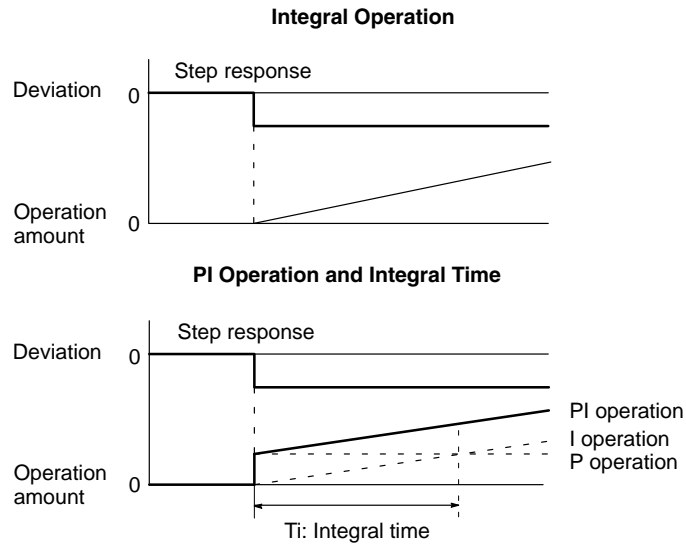 Integral Operation
Step response
Deviation 0
Operation
amount 0
PI Operation and Integral Time
Step response
Deviation 0
PI operation
I operation
P operation
Operation
amount 0
Ti: Integral time